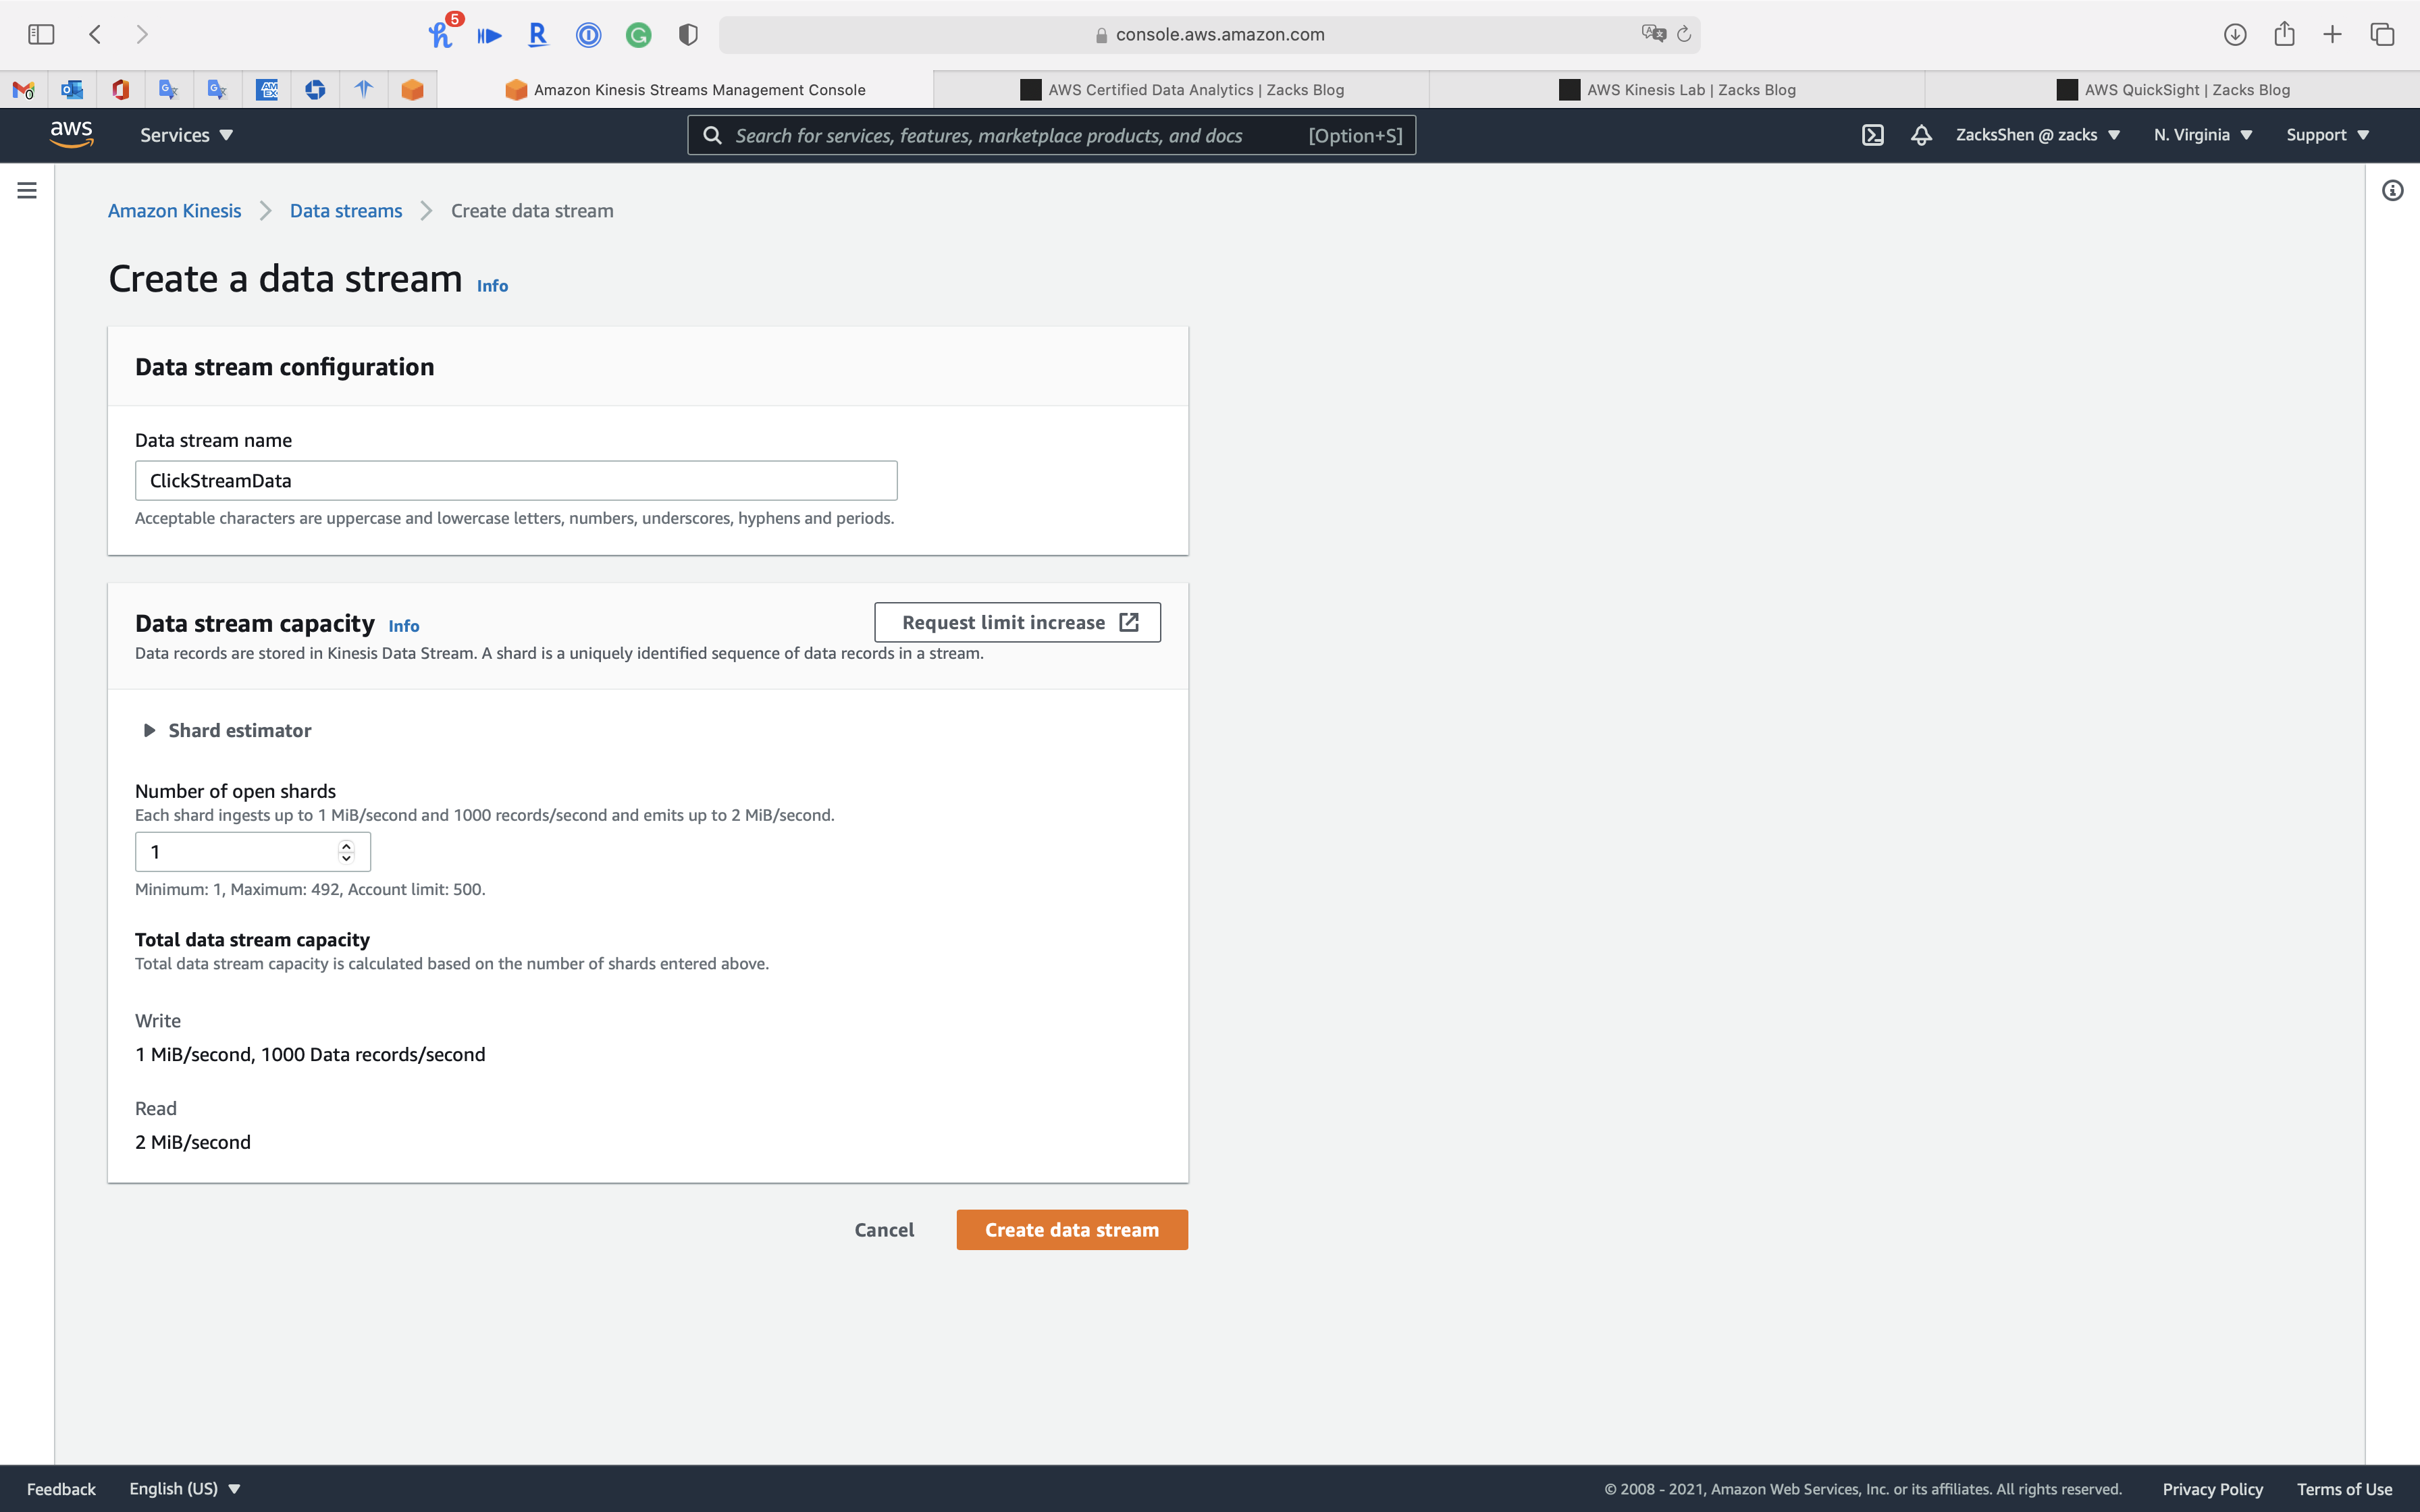 5
console.aws.amazon.com
Amazon Kinesis Streams Management Console
AWS Certified Data Analytics | Zacks Blog
AWS Kinesis Lab | Zacks Blog
AWS QuickSight | Zacks Blog
aws
Services
Search for services, features, marketplace products, and docs [Option+S]
ZacksShen @ zacks
N. Virginia
Support
Amazon Kinesis > Data streams > Create data stream
Create a data stream Info
Data stream configuration
Data stream name
ClickStreamData
Acceptable characters are uppercase and lowercase letters, numbers, underscores, hyphens and periods.
Data stream capacity Info
Request limit increase
Data records are stored in Kinesis Data Stream. A shard is a uniquely identified sequence of data records in a stream.
Shard estimator
Number of open shards
Each shard ingests up to 1 MiB/second and 1000 records/second and emits up to 2 MiB/second.
1
Minimum: 1, Maximum: 492, Account limit: 500.
Total data stream capacity
Total data stream capacity is calculated based on the number of shards entered above.
Write
1 MiB/second, 1000 Data records/second
Read
2 MiB/second
Cancel
Create data stream
Feedback
English (US)
© 2008 - 2021, Amazon Web Services, Inc. or its affiliates. All rights reserved.
Privacy Policy
Terms of Use